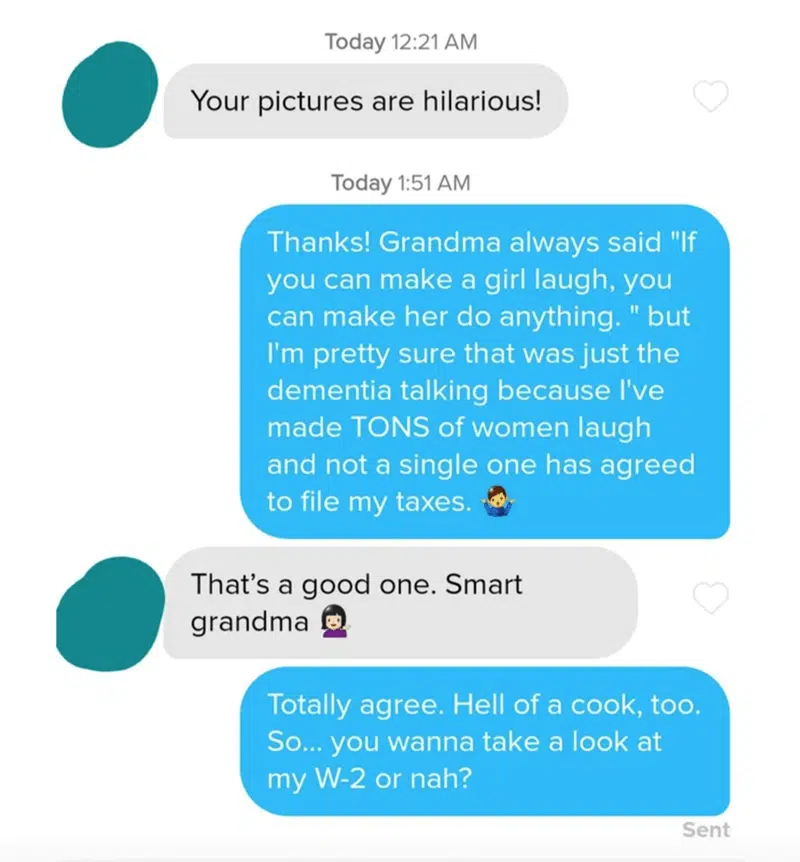 Today 12:21 AM
Your pictures are hilarious!
Today 1:51 AM
Thanks! Grandma always said "If
you can make a girl laugh, you
can make her do anything. " but
I'm pretty sure that was just the
dementia talking because I've
made TONS of women laugh
and not a single one has agreed
to file my taxes. 🤷‍♂️
That’s a good one. Smart
grandma 💁🏻‍♀️
Totally agree. Hell of a cook, too.
So... you wanna take a look at
my W-2 or nah?
Sent